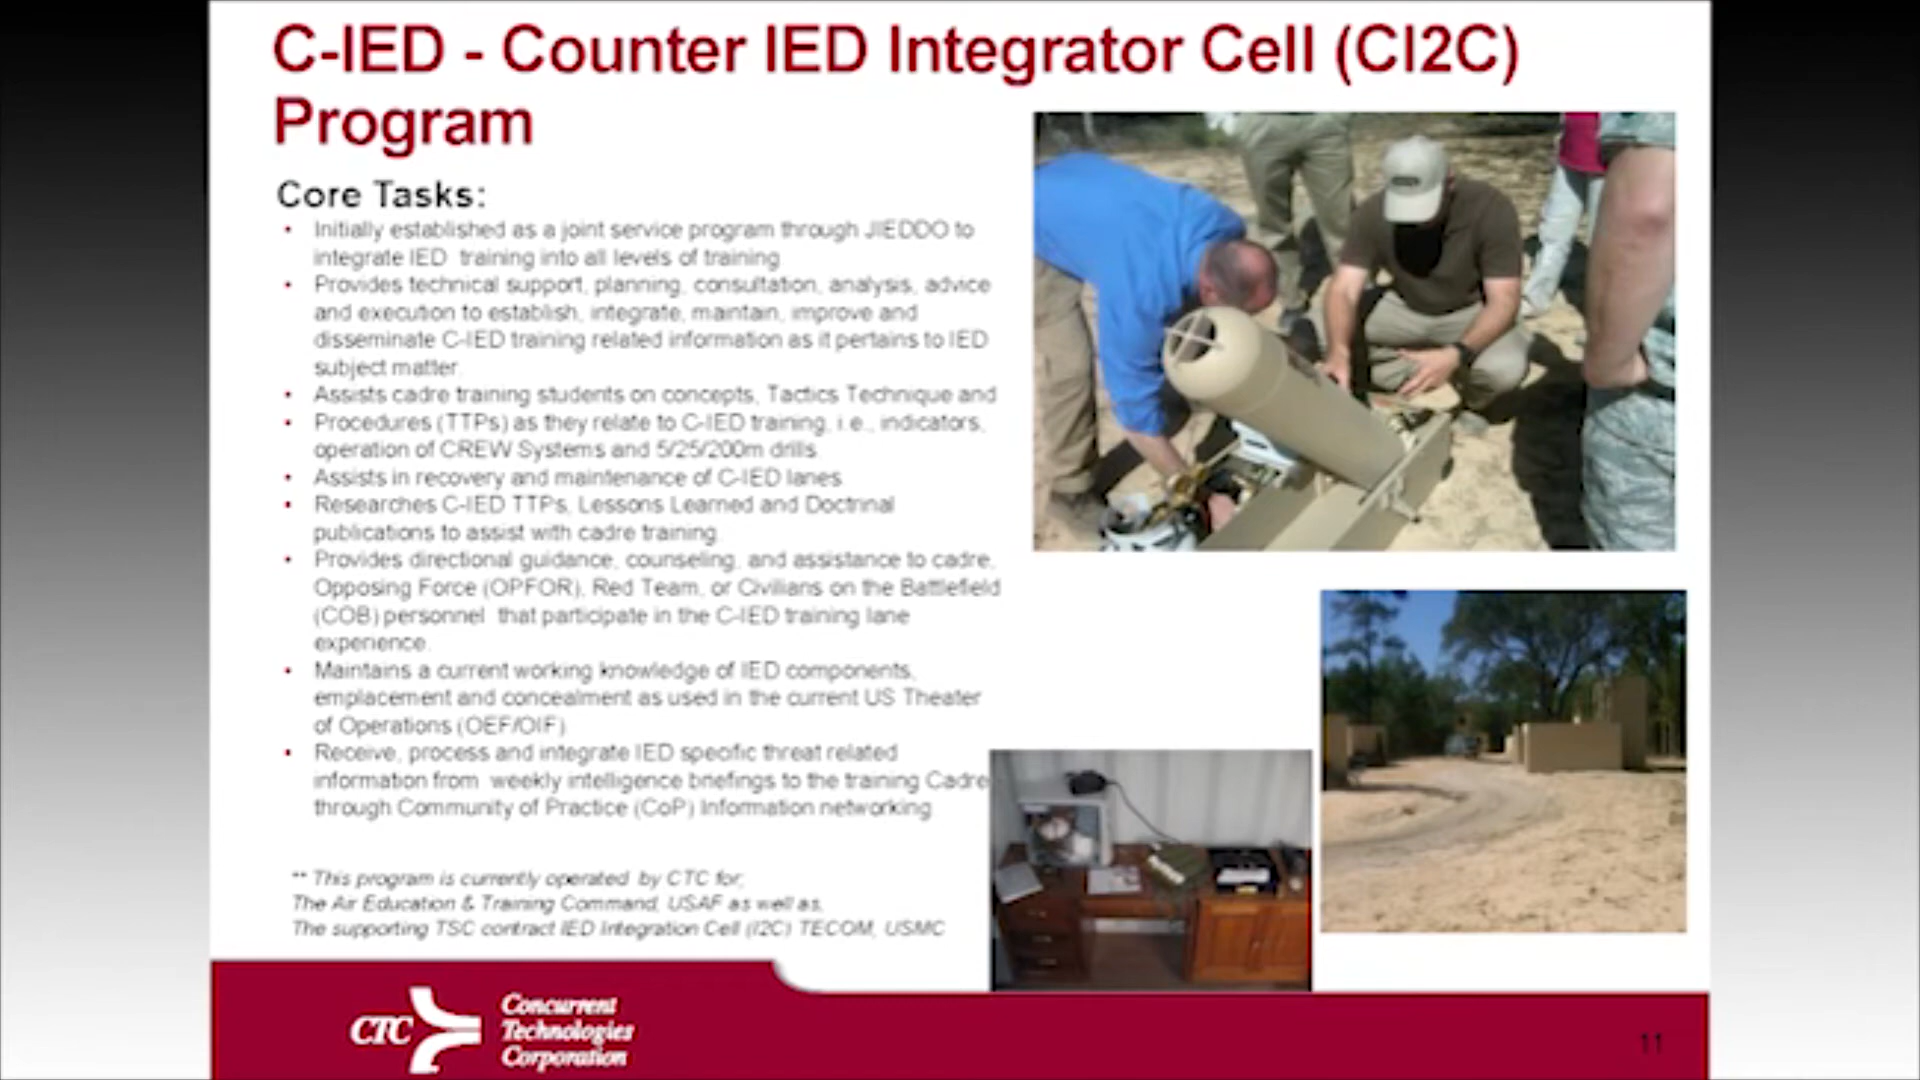 C-IED - Counter IED Integrator Cell (CI2C)
Program
Core Tasks:
• Initially established as a joint service program through JIEDDO to
integrate IED training into all levels of training
• Provides technical support, planning, consultation, analysis, advice
and execution to establish, integrate, maintain, improve and
disseminate C-IED training related information as it pertains to IED
subject matter.
• Assists cadre training students on concepts, Tactics Technique and
• Procedures (TTPs) as they relate to C-IED training, i.e., indicators,
operation of CREW Systems and 5/25/200m drills
• Assists in recovery and maintenance of C-IED lanes
• Researches C-IED TTPs, Lessons Learned and Doctrinal
publications to assist with cadre training.
• Provides directional guidance, counseling, and assistance to cadre,
Opposing Force (OPFOR), Red Team, or Civilians on the Battlefield
(COB) personnel that participate in the C-IED training lane
experience.
• Maintains a current working knowledge of IED components,
emplacement and concealment as used in the current US Theater
of Operations (OEF/OIF)
• Receive, process and integrate IED specific threat related
information from weekly intelligence briefings to the training Cadre
through Community of Practice (CoP) Information networking
** This program is currently operated by CTC for;
The Air Education & Training Command, USAF as well as,
The supporting TSC contract IED Integration Cell (I2C) TECOM, USMC
CTC
Concurrent
Technologies
Corporation
11